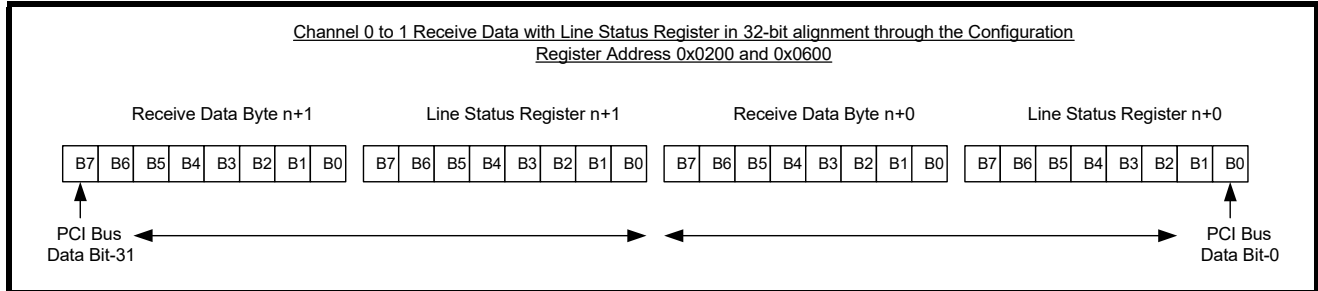 Channel 0 to 1 Receive Data with Line Status Register in 32-bit alignment through the Configuration
Register Address 0x0200 and 0x0600
Receive Data Byte n+1 Line Status Register n+1 Receive Data Byte n+0 Line Status Register n+0
B7 B6 B5 B4 B3 B2 B1 B0 B7 B6 B5 B4 B3 B2 B1 B0 B7 B6 B5 B4 B3 B2 B1 B0 B7 B6 B5 B4 B3 B2 B1 B0
PCI Bus PCI Bus
Data Bit-31 Data Bit-0